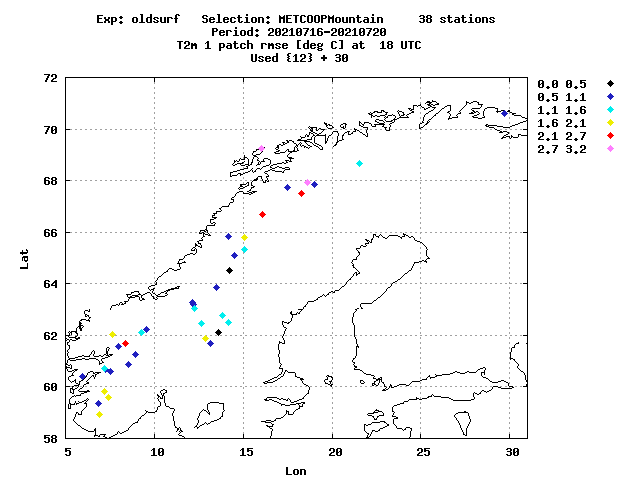 Exp: oldsurf   Selection: METCOOPMountain     38 stations
Period: 20210716-20210720
T2m 1 patch rmse [deg C] at  18 UTC
Used {12} + 30
72
70
68
66
64
62
60
58
Lat
5 10 15 20 25 30
Lon
0.0 0.5
0.5 1.1
1.1 1.6
1.6 2.1
2.1 2.7
2.7 3.2